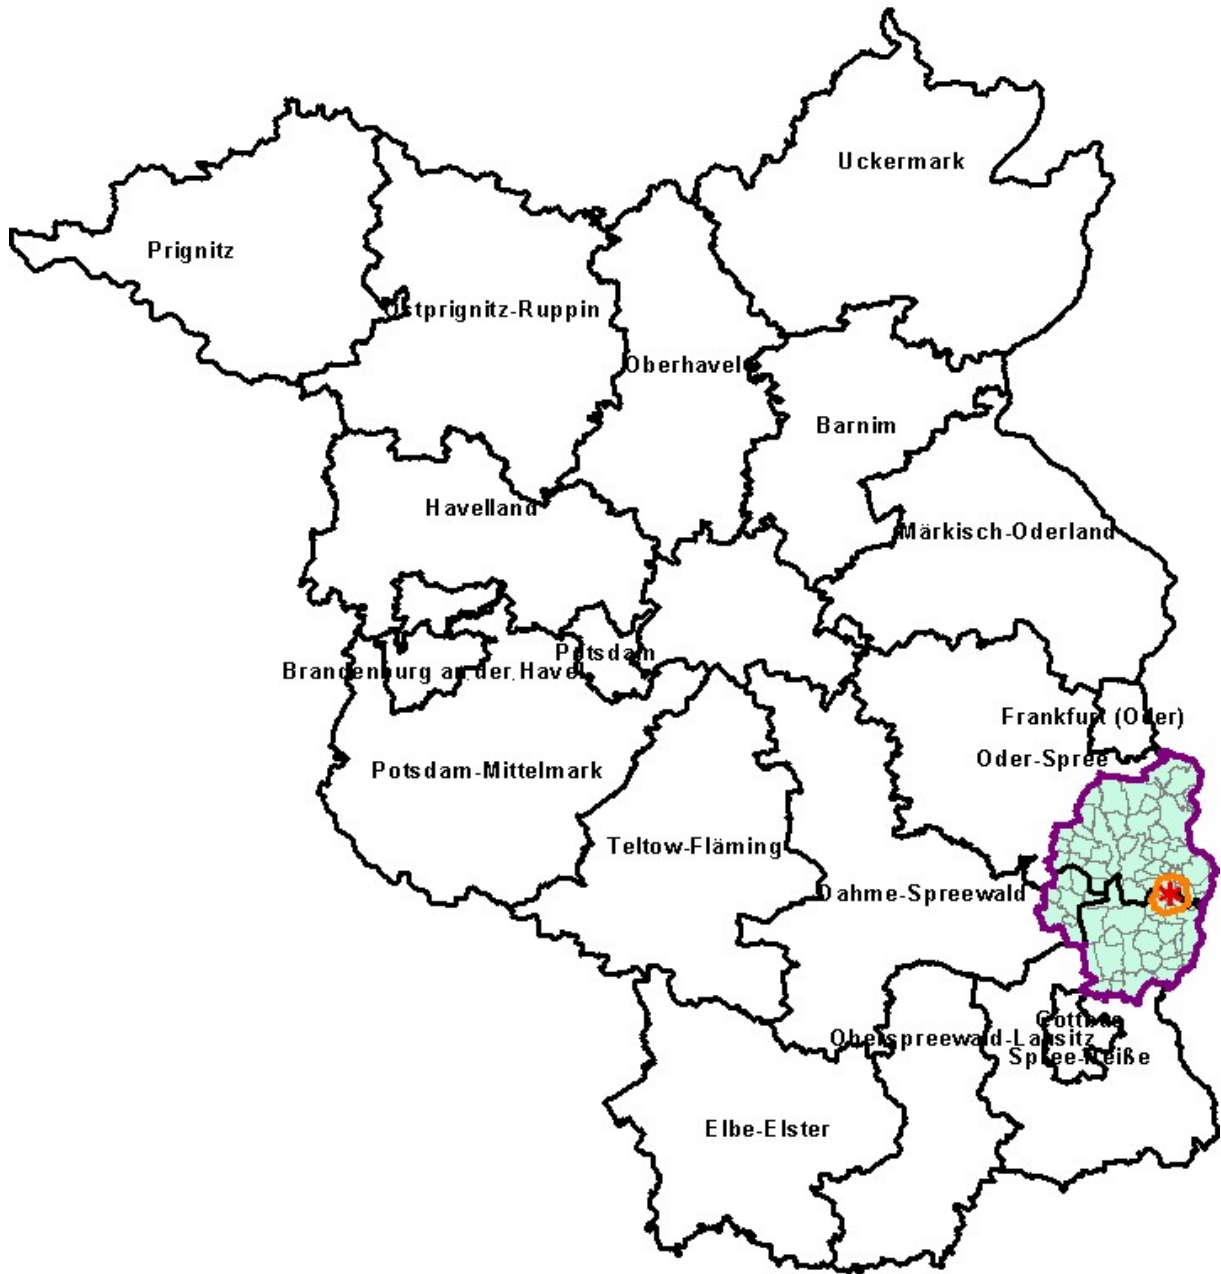 Uckermark
Prignitz
Ostprignitz-Ruppin
Oberhavel
Barnim
Havelland
Märkisch-Oderland
Potsdam
Brandenburg an der Havel
Frankfurt (Oder)
Oder-Spree
Potsdam-Mittelmark
Teltow-Fläming
Dahme-Spreewald
Cottbus
Oberspreewald-Lausitz
Spree-Neiße
Elbe-Elster